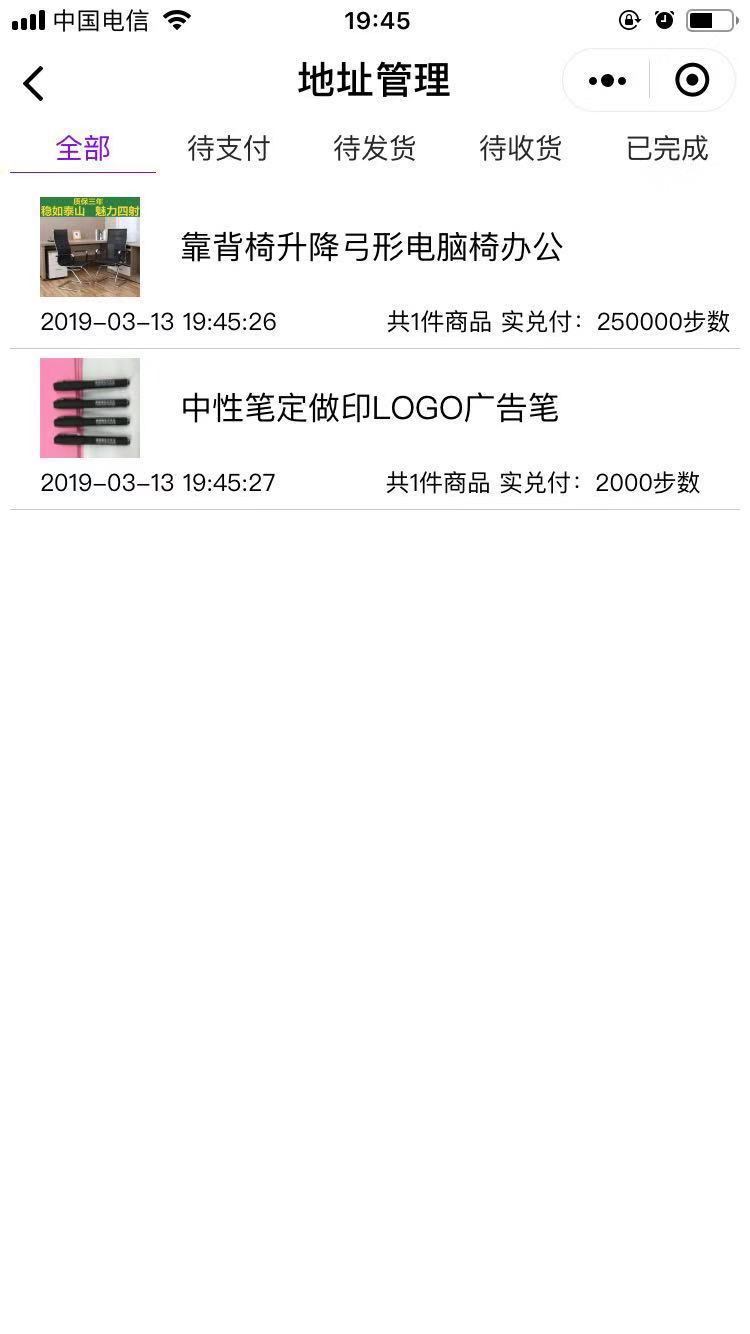 中国电信
19:45
地址管理
全部
待支付
待发货
待收货
已完成
质保三年
稳如泰山 魅力四射
靠背椅升降弓形电脑椅办公
2019-03-13 19:45:26
共1件商品 实兑付：250000步数
中性笔定做印LOGO广告笔
2019-03-13 19:45:27
共1件商品 实兑付：2000步数